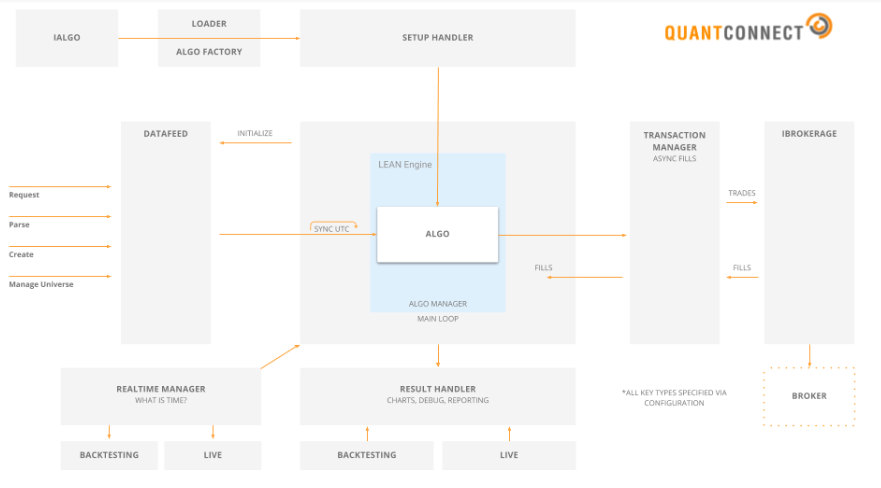 IALGO
LOADER
ALGO FACTORY
SETUP HANDLER
QUANTCONNECT
DATAFEED
INITIALIZE
LEAN Engine
TRANSACTION
MANAGER
ASYNC FILLS
IBROKERAGE
Request
Parse
Create
Manage Universe
SYNC UTC
ALGO
TRADES
FILLS
FILLS
ALGO MANAGER
MAIN LOOP
REALTIME MANAGER
WHAT IS TIME?
RESULT HANDLER
CHARTS, DEBUG, REPORTING
*ALL KEY TYPES SPECIFIED VIA
CONFIGURATION
BROKER
BACKTESTING
LIVE
BACKTESTING
LIVE